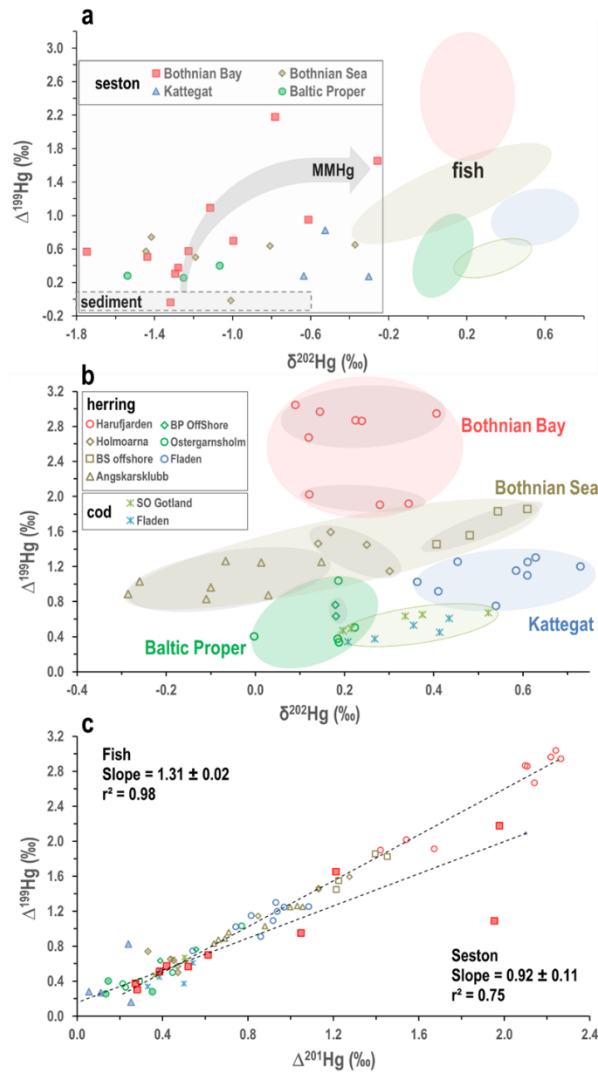 a
seston
Bothnian Bay
Bothnian Sea
Kattegat
Baltic Proper
MMHg
fish
sediment
3.2
2.8
2.4
2.0
1.6
1.2
0.8
0.4
0.0
-0.2
Δ¹⁹⁹Hg (‰)
-1.8
-1.4
-1.0
-0.6
-0.2
0.2
0.6
δ²⁰²Hg (‰)
b
herring
Harufjarden
BP OffShore
Holmoarna
Ostergarnsholm
BS offshore
Fladen
Angskarsklubb
cod
SO Gotland
Fladen
Bothnian Bay
Bothnian Sea
Baltic Proper
Kattegat
3.6
3.2
2.8
2.4
2.0
1.6
1.2
0.8
0.4
0.0
Δ¹⁹⁹Hg (‰)
-0.4
-0.2
0.0
0.2
0.4
0.6
0.8
δ²⁰²Hg (‰)
c
Fish
Slope = 1.31 ± 0.02
r² = 0.98
Seston
Slope = 0.92 ± 0.11
r² = 0.75
3.2
2.8
2.4
2.0
1.6
1.2
0.8
0.4
0.0
Δ¹⁹⁹Hg (‰)
0.0
0.4
0.8
1.2
1.6
2.0
2.4
Δ²⁰¹Hg (‰)